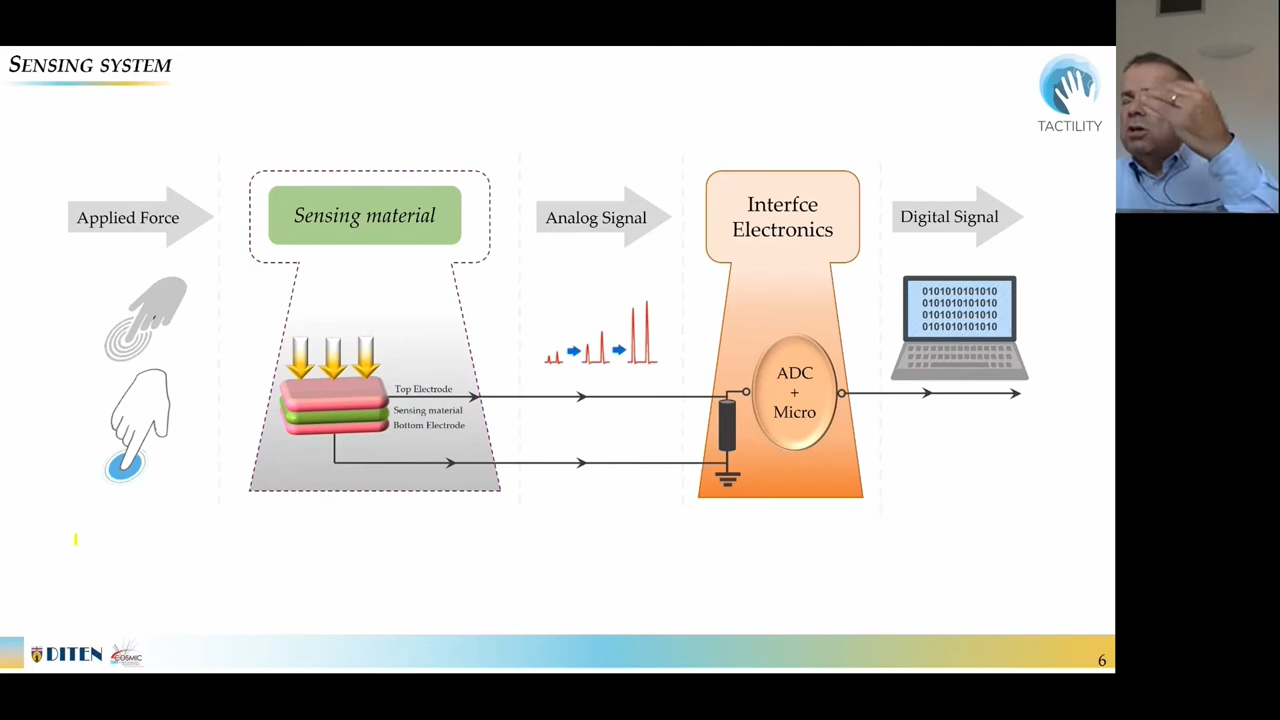 SENSING SYSTEM
TACTILITY
Applied Force
Sensing material
Analog Signal
Interfce
Electronics
Digital Signal
0101010101010
0101010101010
0101010101010
0101010101010
Top Electrode
Sensing material
Bottom Electrode
ADC
+
Micro
DITEN
COSMIC
6